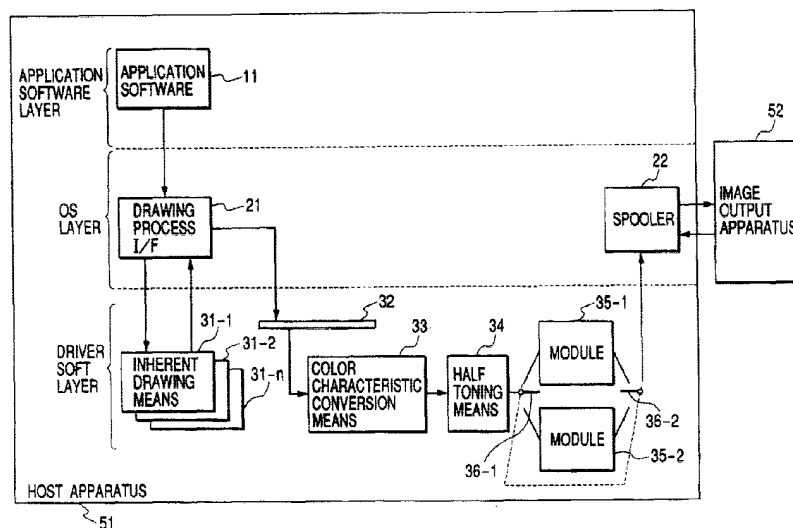 APPLICATION
SOFTWARE
LAYER
APPLICATION
SOFTWARE
11
OS
LAYER
DRAWING
PROCESS
I/F
21
22
SPOOLER
52
IMAGE
OUTPUT
APPARATUS
DRIVER
SOFT
LAYER
31-1
31-2
31-n
INHERENT
DRAWING
MEANS
32
33
COLOR
CHARACTERISTIC
CONVERSION
MEANS
34
HALF
TONING
MEANS
35-1
MODULE
36-1
36-2
MODULE
35-2
HOST APPARATUS
51